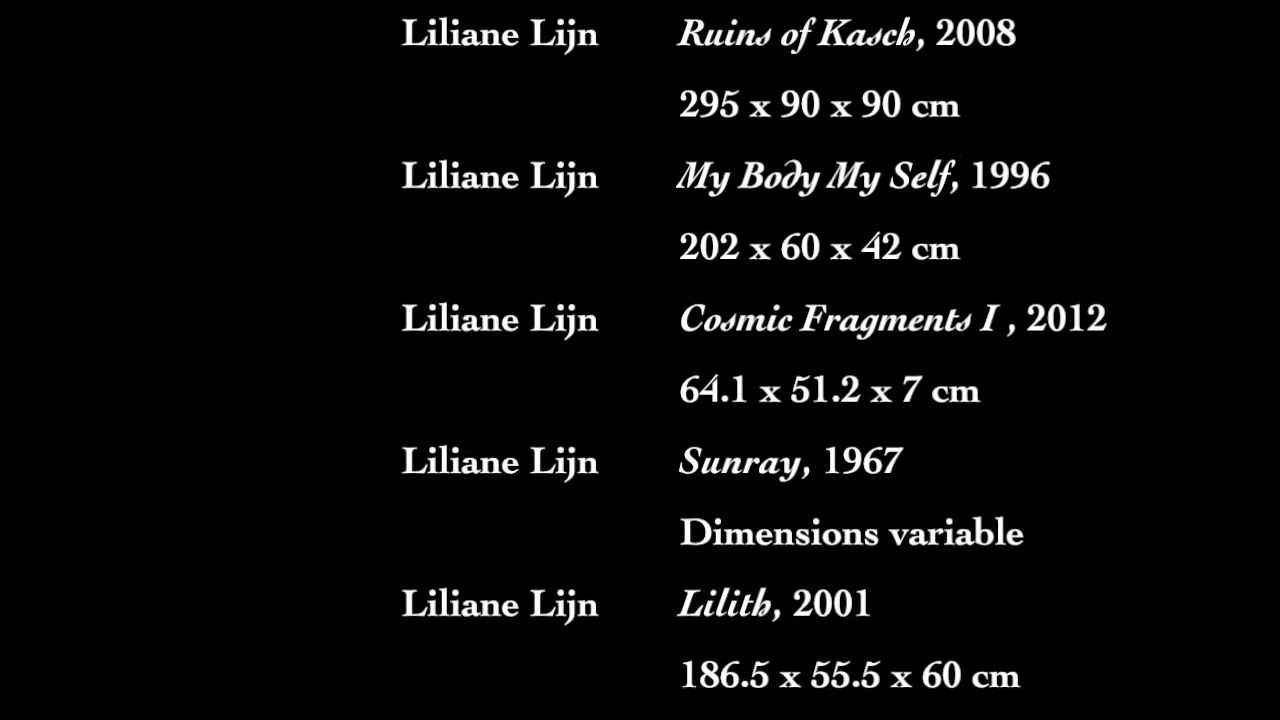 Liliane Lijn Ruins of Kasch, 2008
295 x 90 x 90 cm
Liliane Lijn My Body My Self, 1996
202 x 60 x 42 cm
Liliane Lijn Cosmic Fragments I , 2012
64.1 x 51.2 x 7 cm
Liliane Lijn Sunray, 1967
Dimensions variable
Liliane Lijn Lilith, 2001
186.5 x 55.5 x 60 cm